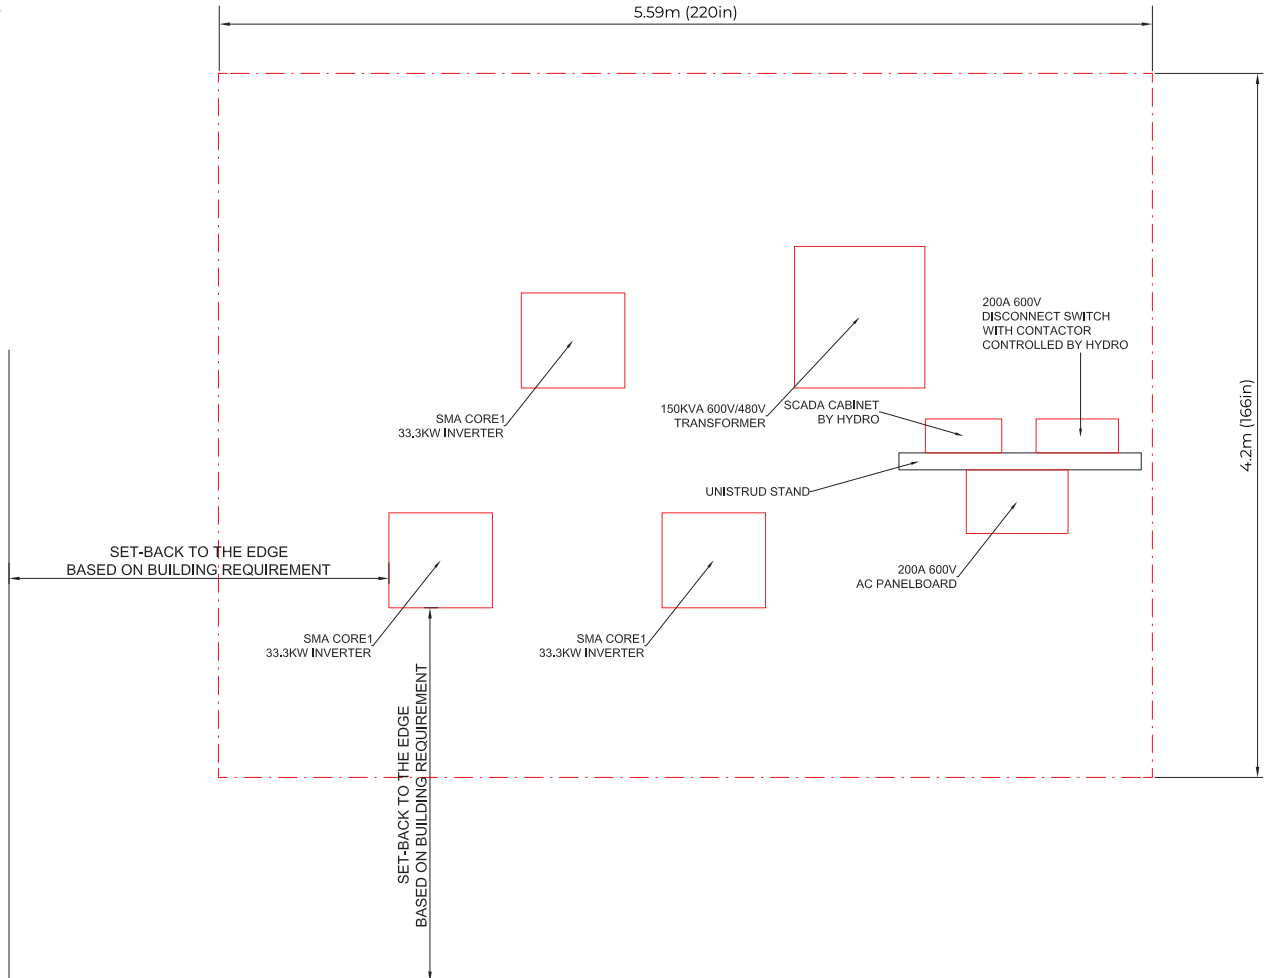 5.59m (220in)
200A 600V
DISCONNECT SWITCH
WITH CONTACTOR
CONTROLLED BY HYDRO
150KVA 600V/480V
TRANSFORMER
SCADA CABINET
BY HYDRO
SMA CORE1
33.3KW INVERTER
4.2m (166in)
UNISTRUD STAND
SET-BACK TO THE EDGE
BASED ON BUILDING REQUIREMENT
200A 600V
AC PANELBOARD
SMA CORE1
33.3KW INVERTER
SMA CORE1
33.3KW INVERTER
SET-BACK TO THE EDGE
BASED ON BUILDING REQUIREMENT